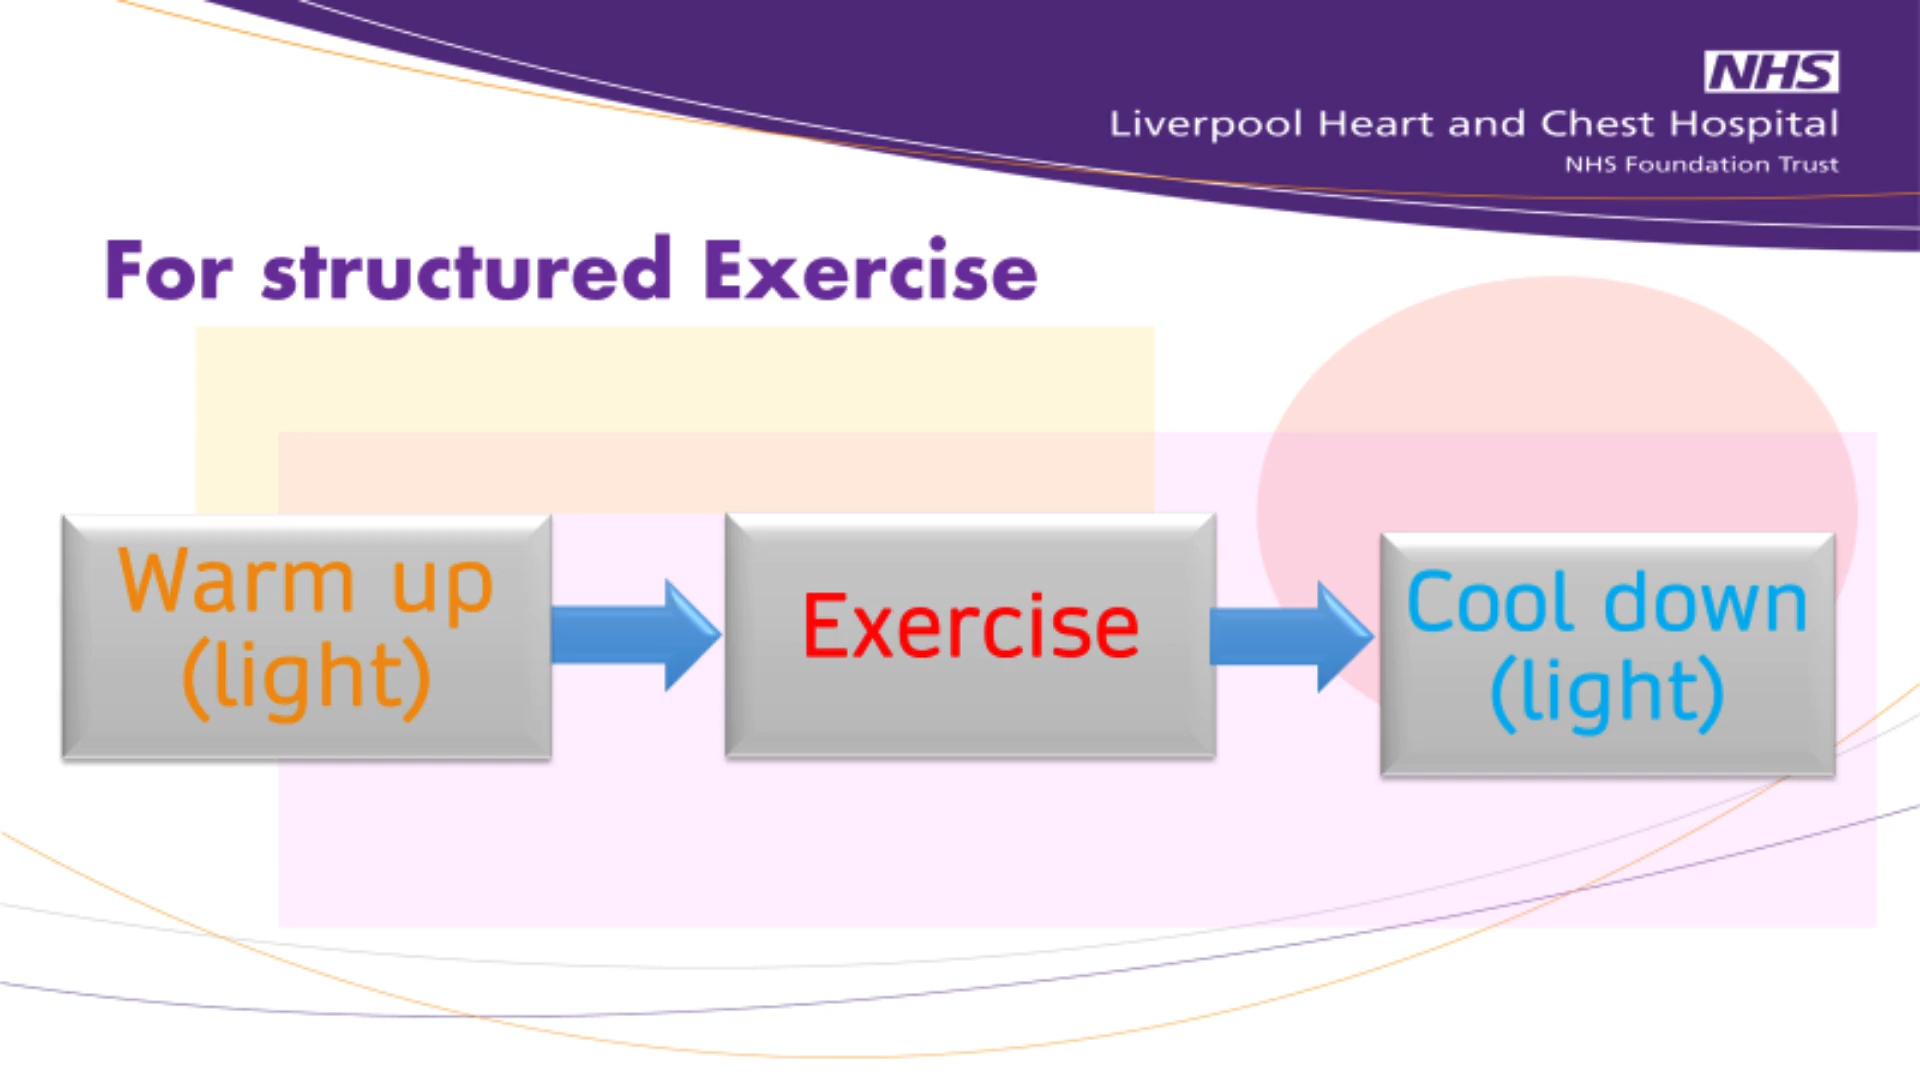 NHS
Liverpool Heart and Chest Hospital
NHS Foundation Trust
For structured Exercise
Warm up
(light)
Exercise
Cool down
(light)